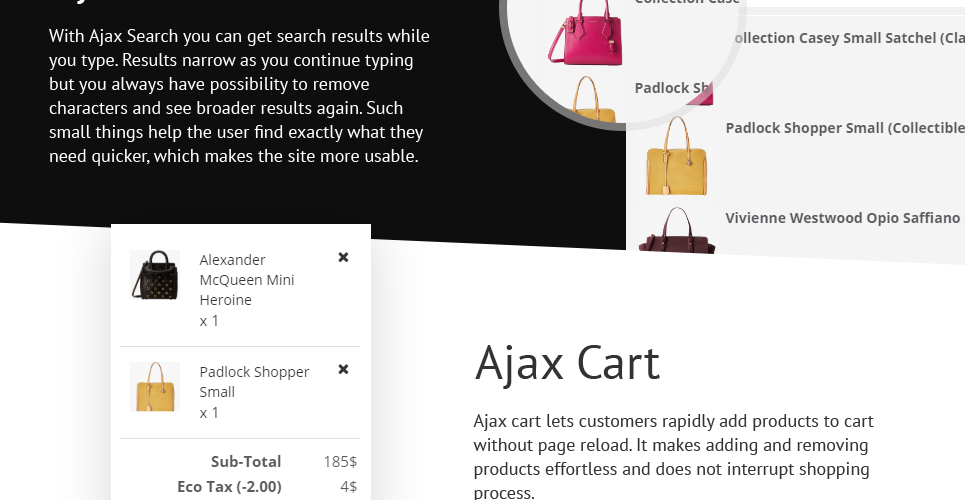 With Ajax Search you can get search results while
you type. Results narrow as you continue typing
but you always have possibility to remove
characters and see broader results again. Such
small things help the user find exactly what they
need quicker, which makes the site more usable.
Collection Case
ollection Casey Small Satchel (Cla
Padlock Sh
Padlock Shopper Small (Collectible
Vivienne Westwood Opio Saffiano
Alexander
McQueen Mini
Heroine
x 1
Padlock Shopper
Small
x 1
Sub-Total 185$
Eco Tax (-2.00) 4$
Ajax Cart
Ajax cart lets customers rapidly add products to cart
without page reload. It makes adding and removing
products effortless and does not interrupt shopping
process.